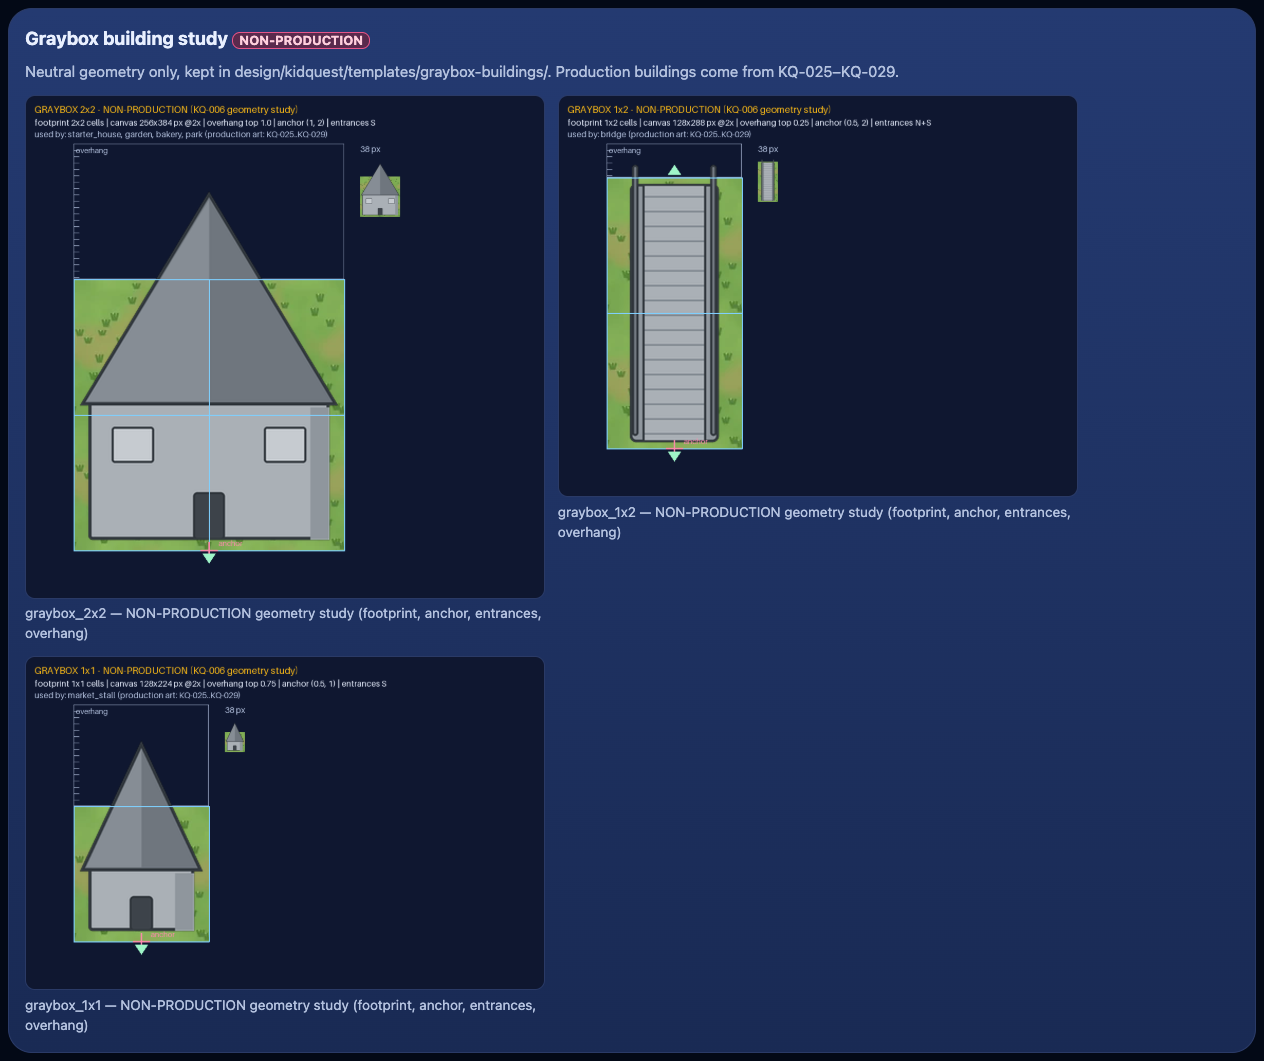 Graybox building study NON-PRODUCTION
Neutral geometry only, kept in design/kidquest/templates/graybox-buildings/. Production buildings come from KQ-025–KQ-029.
GRAYBOX 2x2 - NON-PRODUCTION (KQ-006 geometry study)
footprint 2x2 cells | canvas 256x384 px @2x | overhang top 1.0 | anchor (1, 2) | entrances S
used by: starter_house, garden, bakery, park (production art: KQ-025..KQ-029)
overhang
38 px
graybox_2x2 — NON-PRODUCTION geometry study (footprint, anchor, entrances,
overhang)
GRAYBOX 1x2 - NON-PRODUCTION (KQ-006 geometry study)
footprint 1x2 cells | canvas 128x288 px @2x | overhang top 0.25 | anchor (0.5, 2) | entrances N+S
used by: bridge (production art: KQ-025..KQ-029)
overhang
38 px
graybox_1x2 — NON-PRODUCTION geometry study (footprint, anchor, entrances,
overhang)
GRAYBOX 1x1 - NON-PRODUCTION (KQ-006 geometry study)
footprint 1x1 cells | canvas 128x224 px @2x | overhang top 0.75 | anchor (0.5, 1) | entrances S
used by: market_stall (production art: KQ-025..KQ-029)
overhang
38 px
graybox_1x1 — NON-PRODUCTION geometry study (footprint, anchor, entrances,
overhang)